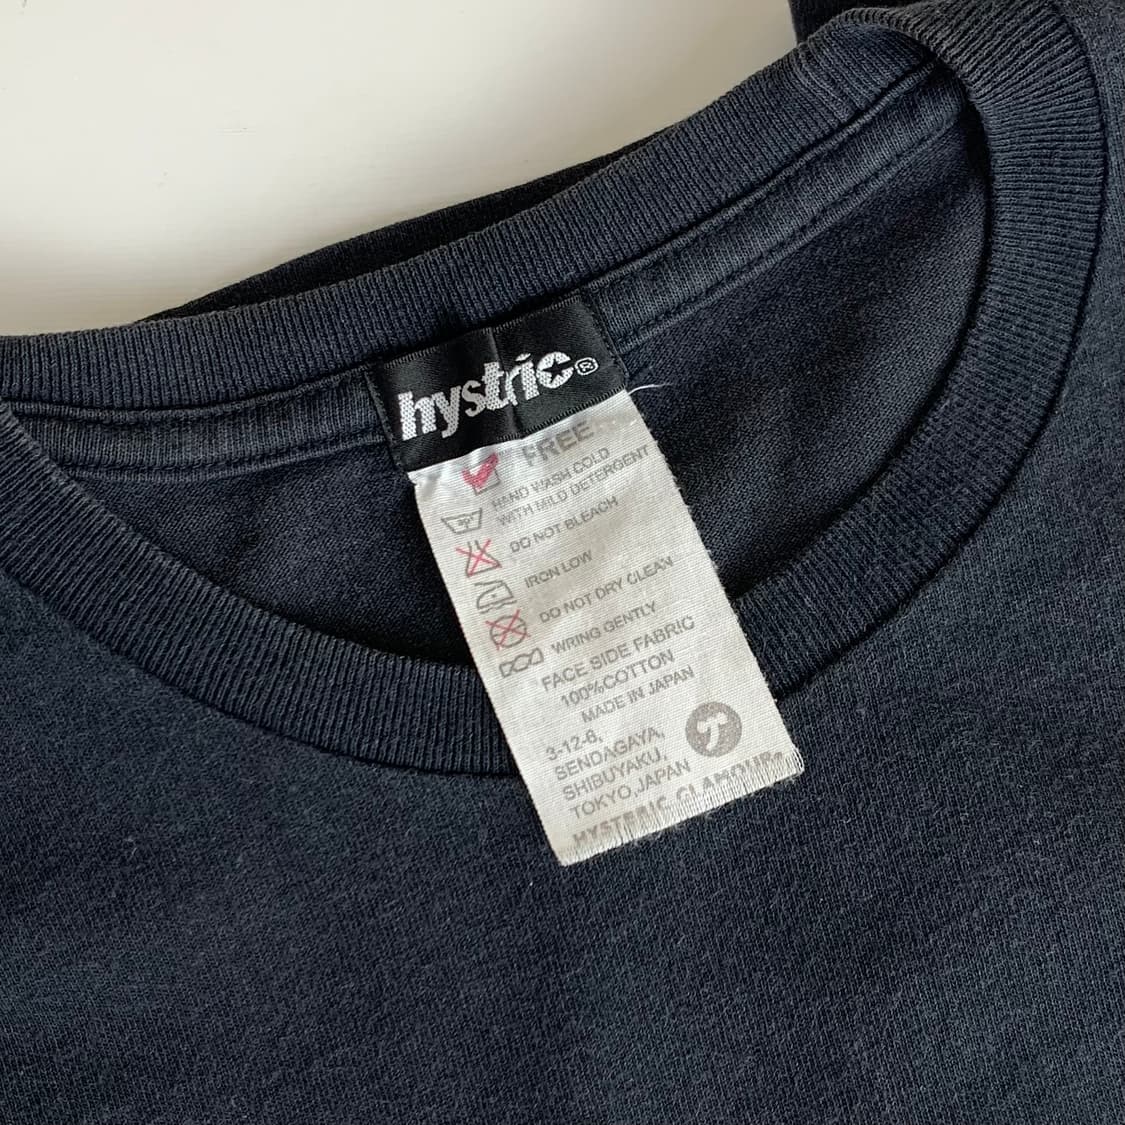 hystric®
FREE
HAND WASH COLD
WITH MILD DETERGENT
DO NOT BLEACH
IRON LOW
DO NOT DRY CLEAN
WRING GENTLY
FACE SIDE FABRIC
100%COTTON
MADE IN JAPAN
3-12-6,
SENDAGAYA,
SHIBUYAKU,
TOKYO,JAPAN
HYSTERIC GLAMOUR